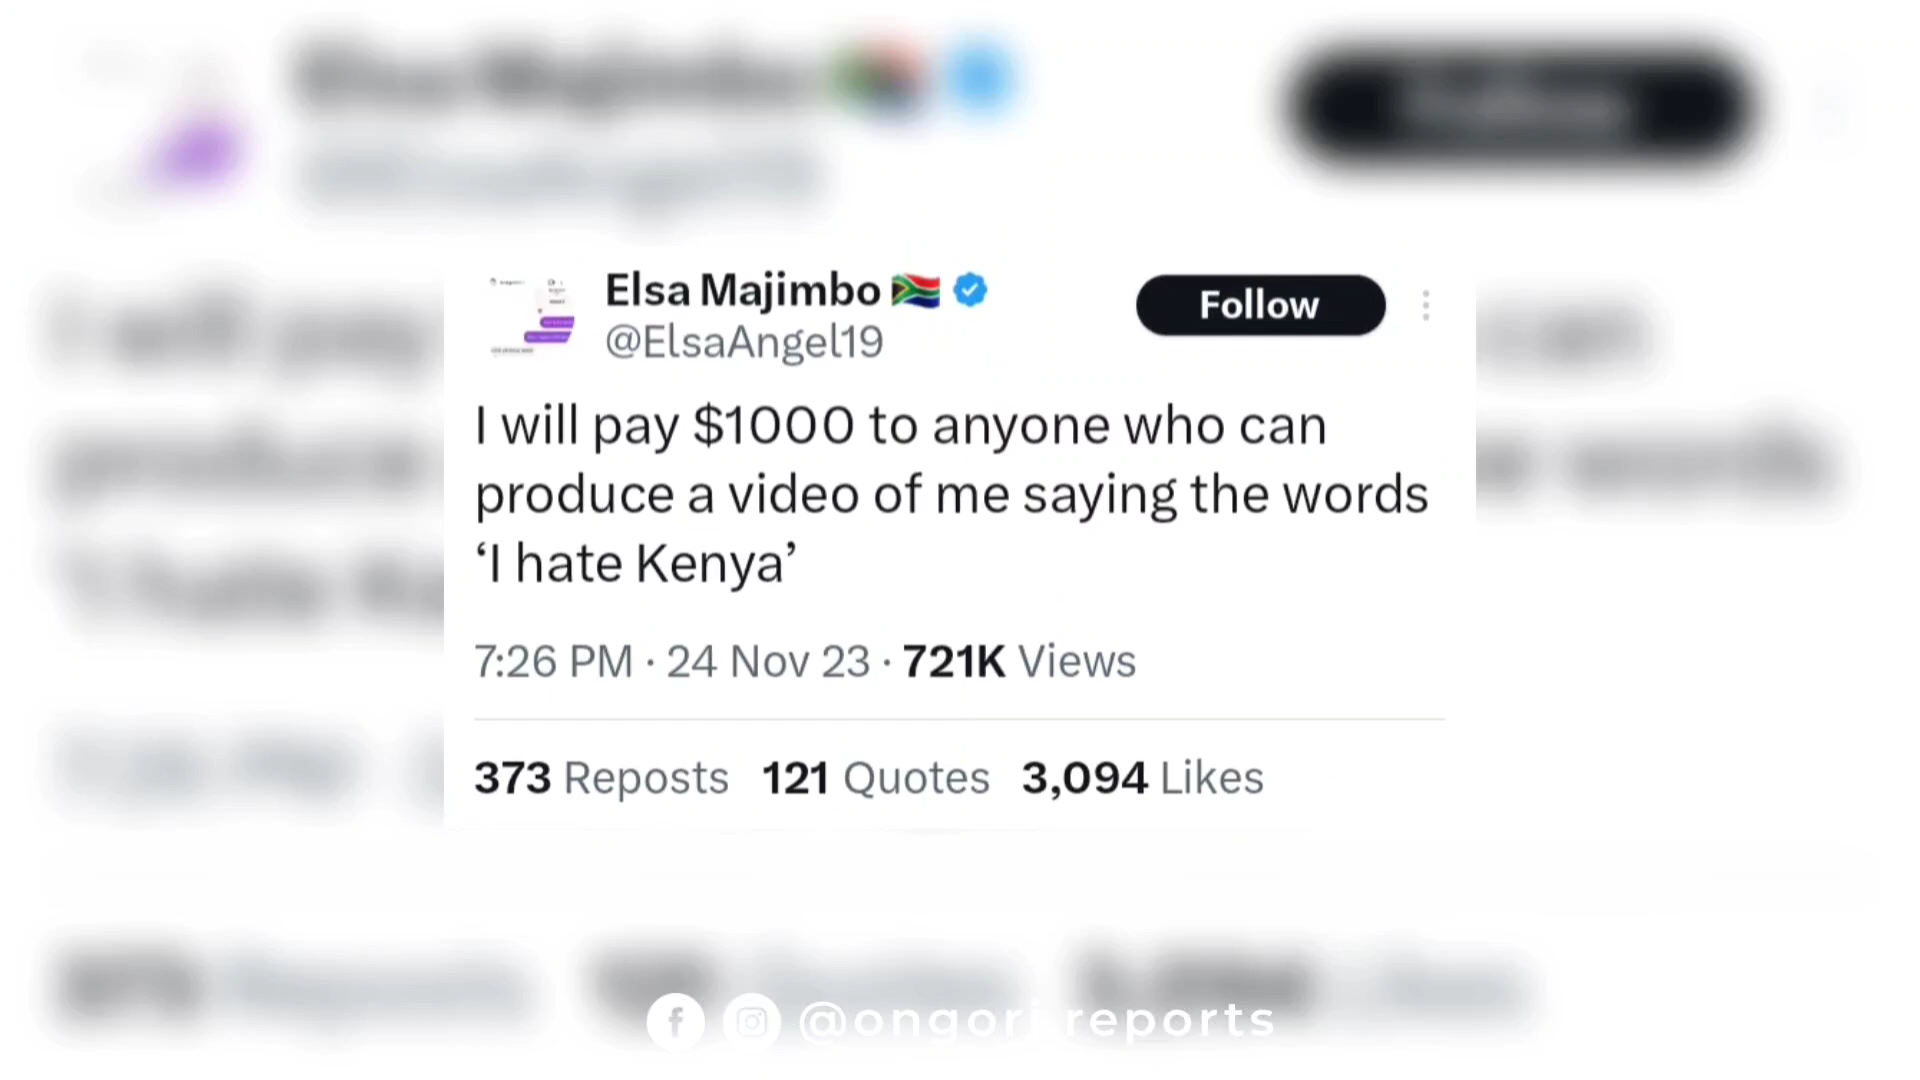 Elsa Majimbo
@ElsaAngel19
Follow
I will pay $1000 to anyone who can
produce a video of me saying the words
‘I hate Kenya’
7:26 PM · 24 Nov 23 · 721K Views
373 Reposts 121 Quotes 3,094 Likes
@ongori reports